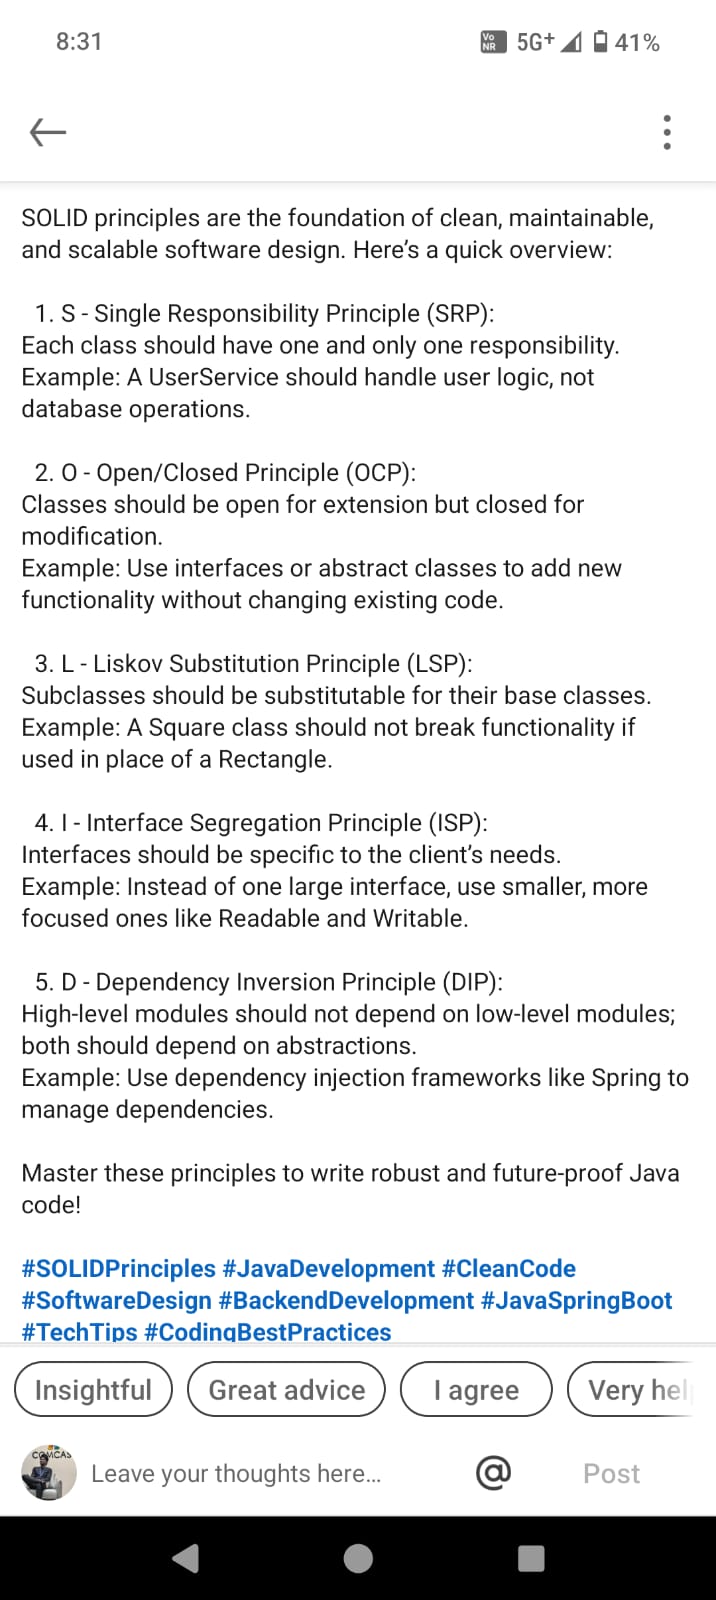 8:31
Vo NR 5G+ 41%
SOLID principles are the foundation of clean, maintainable,
and scalable software design. Here’s a quick overview:
1. S - Single Responsibility Principle (SRP):
Each class should have one and only one responsibility.
Example: A UserService should handle user logic, not
database operations.
2. O - Open/Closed Principle (OCP):
Classes should be open for extension but closed for
modification.
Example: Use interfaces or abstract classes to add new
functionality without changing existing code.
3. L - Liskov Substitution Principle (LSP):
Subclasses should be substitutable for their base classes.
Example: A Square class should not break functionality if
used in place of a Rectangle.
4. I - Interface Segregation Principle (ISP):
Interfaces should be specific to the client’s needs.
Example: Instead of one large interface, use smaller, more
focused ones like Readable and Writable.
5. D - Dependency Inversion Principle (DIP):
High-level modules should not depend on low-level modules;
both should depend on abstractions.
Example: Use dependency injection frameworks like Spring to
manage dependencies.
Master these principles to write robust and future-proof Java
code!
#SOLIDPrinciples #JavaDevelopment #CleanCode
#SoftwareDesign #BackendDevelopment #JavaSpringBoot
#TechTips #CodingBestPractices
Insightful Great advice I agree Very hel
COMCAS
Leave your thoughts here... @ Post